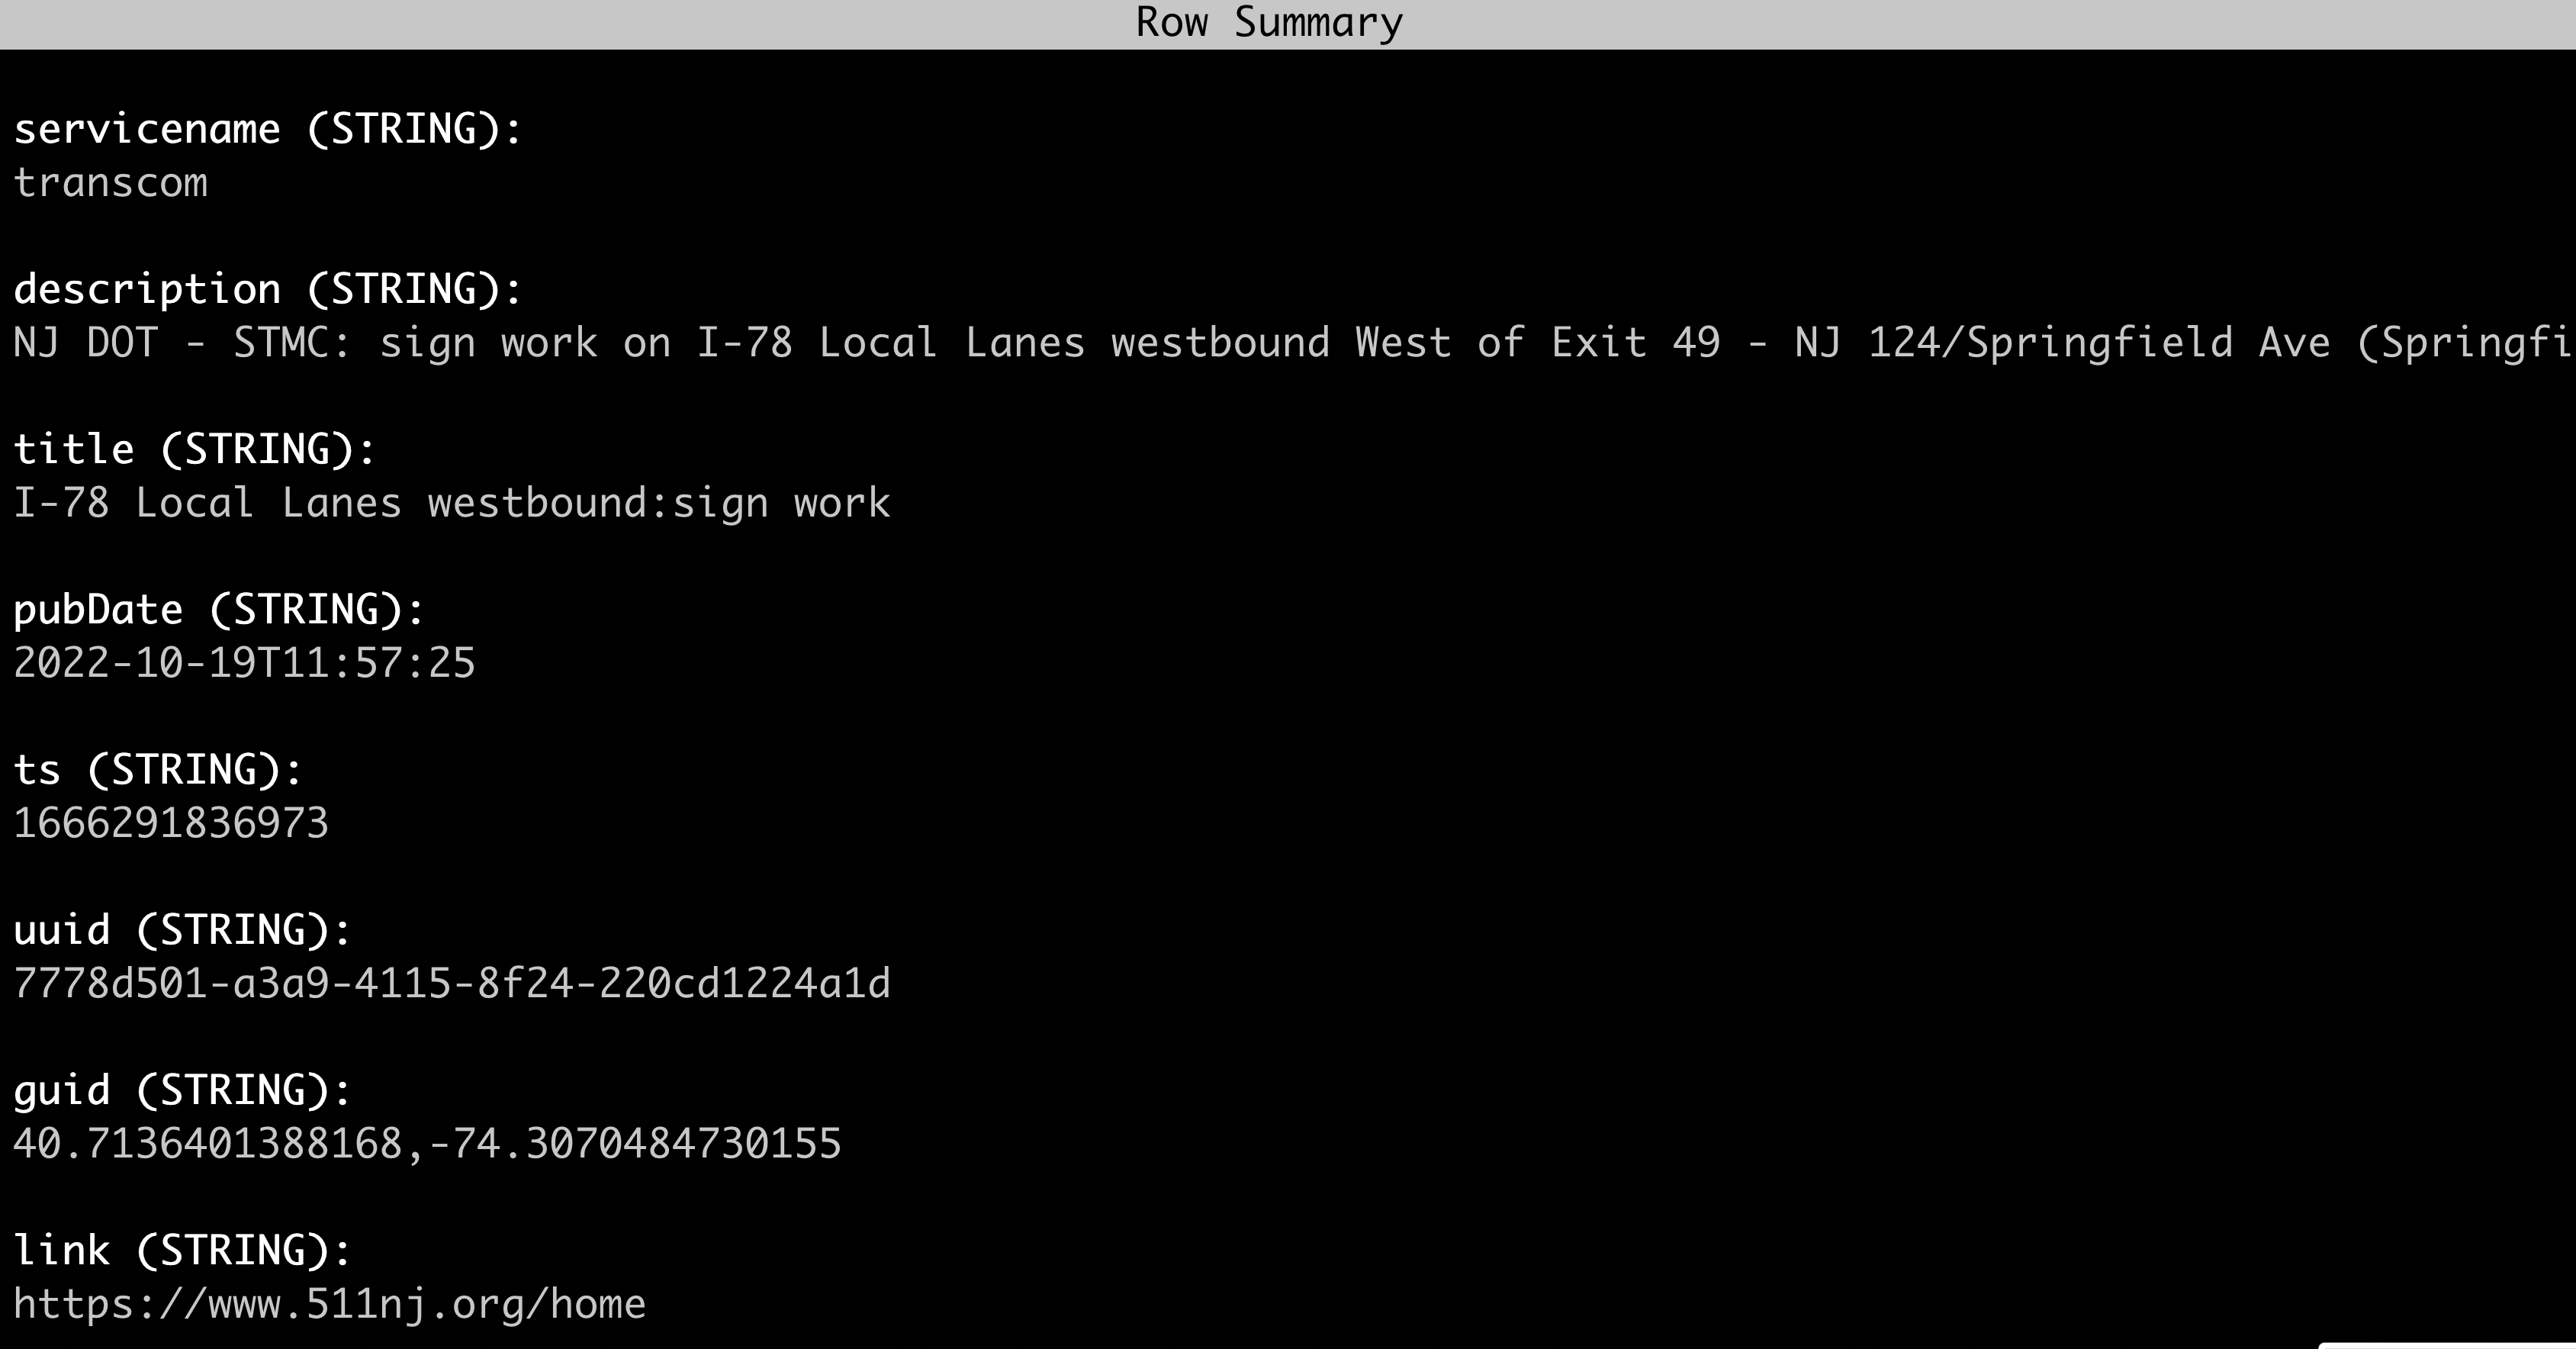 Row Summary
servicename (STRING):
transcom
description (STRING):
NJ DOT - STMC: sign work on I-78 Local Lanes westbound West of Exit 49 - NJ 124/Springfield Ave (Springfi
title (STRING):
I-78 Local Lanes westbound:sign work
pubDate (STRING):
2022-10-19T11:57:25
ts (STRING):
1666291836973
uuid (STRING):
7778d501-a3a9-4115-8f24-220cd1224a1d
guid (STRING):
40.7136401388168,-74.3070484730155
link (STRING):
https://www.511nj.org/home